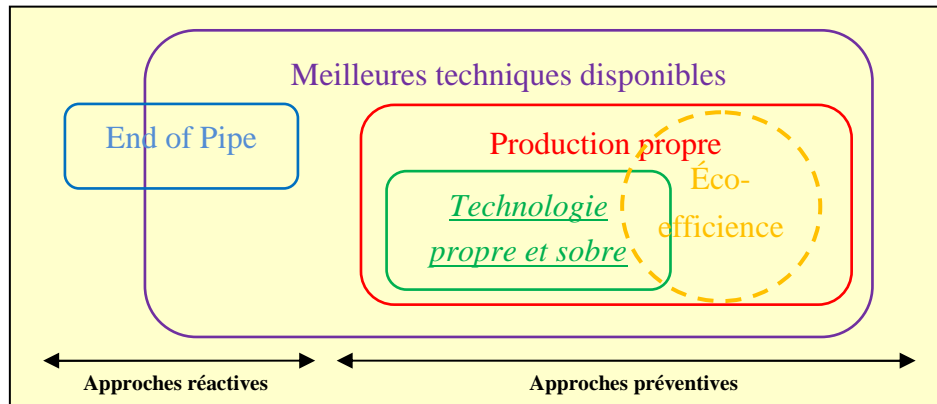 Meilleures techniques disponibles
End of Pipe
Production propre
Technologie
propre et sobre
Éco-
efficience
Approches réactives
Approches préventives